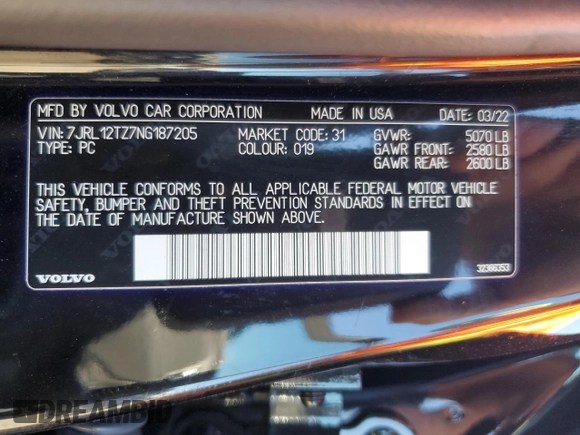 MFD BY VOLVO CAR CORPORATION MADE IN USA DATE: 03/22
VIN: 7JRL12TZ7NG187205 MARKET CODE: 31 GVWR: 5070 LB
TYPE: PC COLOUR: 019 GAWR FRONT: 2580 LB
GAWR REAR: 2600 LB
THIS VEHICLE CONFORMS TO ALL APPLICABLE FEDERAL MOTOR VEHICLE
SAFETY, BUMPER AND THEFT PREVENTION STANDARDS IN EFFECT ON
THE DATE OF MANUFACTURE SHOWN ABOVE.
VOLVO
DREAMBID